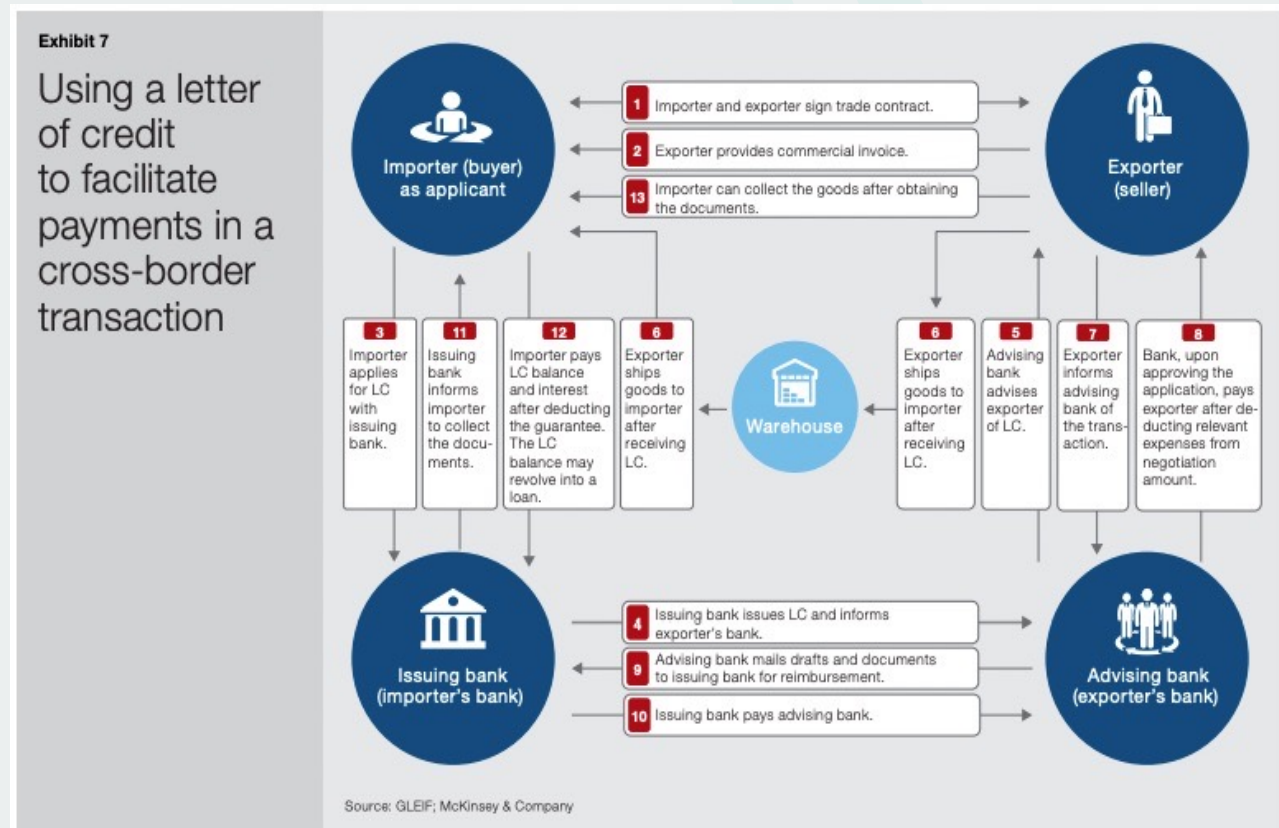 Exhibit 7
Using a letter
of credit
to facilitate
payments in a
cross-border
transaction
Importer (buyer)
as applicant
1 Importer and exporter sign trade contract.
2 Exporter provides commercial invoice.
13 Importer can collect the goods after obtaining
the documents.
Exporter
(seller)
3
Importer
applies
for LC
with
issuing
bank.
11
Issuing
bank
informs
importer
to collect
the docu-
ments.
12
Importer pays
LC balance
and interest
after deducting
the guarantee.
The LC
balance may
revolve into a
loan.
6
Exporter
ships
goods to
importer
after
receiving
LC.
Warehouse
6
Exporter
ships
goods to
importer
after
receiving
LC.
5
Advising
bank
advises
exporter
of LC.
7
Exporter
informs
advising
bank of
the trans-
action.
8
Bank, upon
approving the
application, pays
exporter after de-
ducting relevant
expenses from
negotiation
amount.
Issuing bank
(importer's bank)
4 Issuing bank issues LC and informs
exporter's bank.
9 Advising bank mails drafts and documents
to issuing bank for reimbursement.
10 Issuing bank pays advising bank.
Advising bank
(exporter's bank)
Source: GLEIF; McKinsey & Company